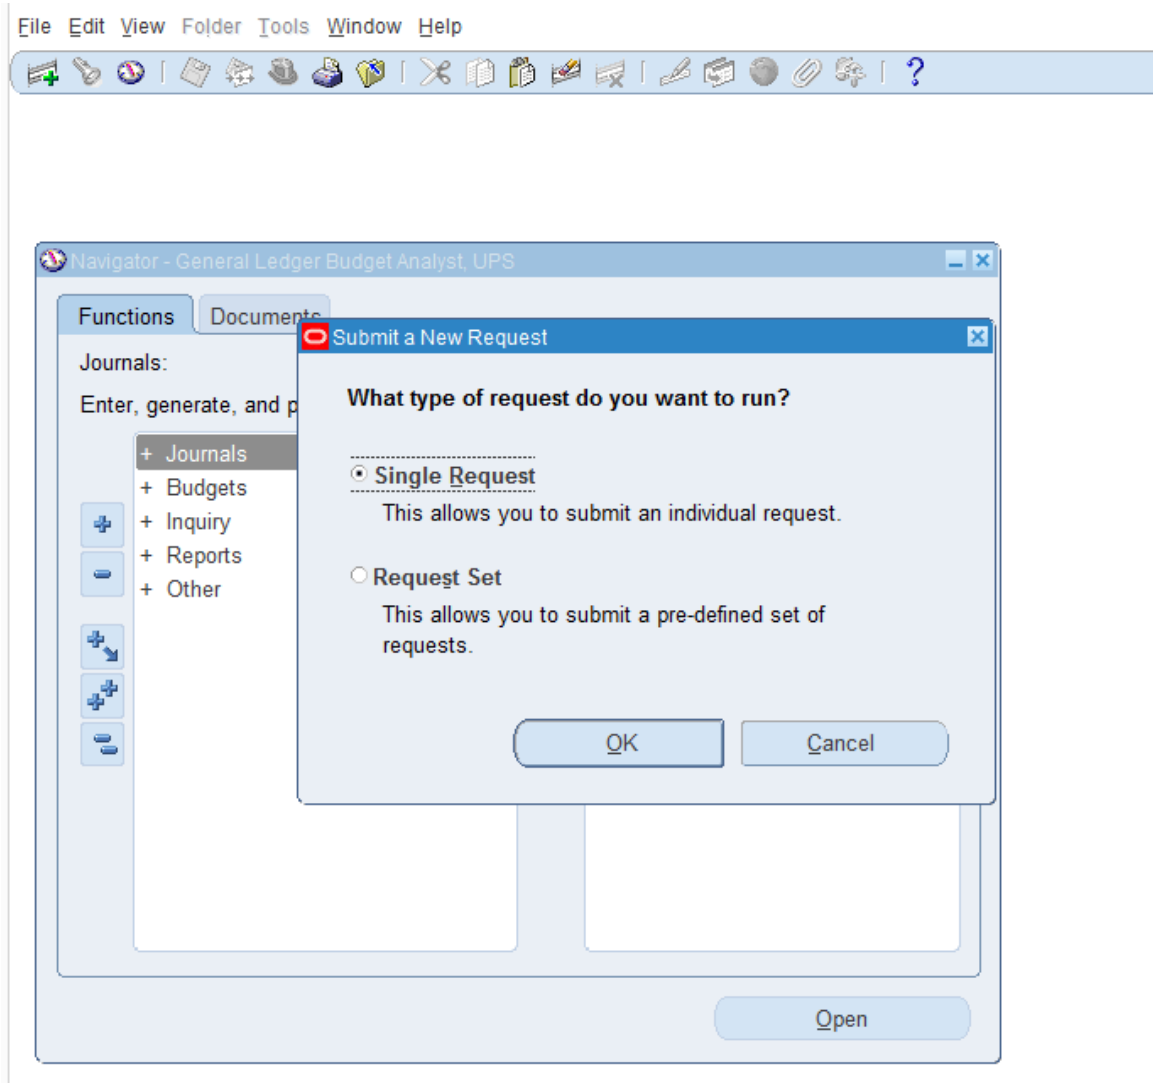 File Edit View Folder Tools Window Help
?
Navigator - General Ledger Budget Analyst, UPS
Functions Documents
Submit a New Request
Journals:
Enter, generate, and p
What type of request do you want to run?
+ Journals
+ Budgets
+ Inquiry
+ Reports
+ Other
Single Request
This allows you to submit an individual request.
Request Set
This allows you to submit a pre-defined set of
requests.
OK Cancel
Open